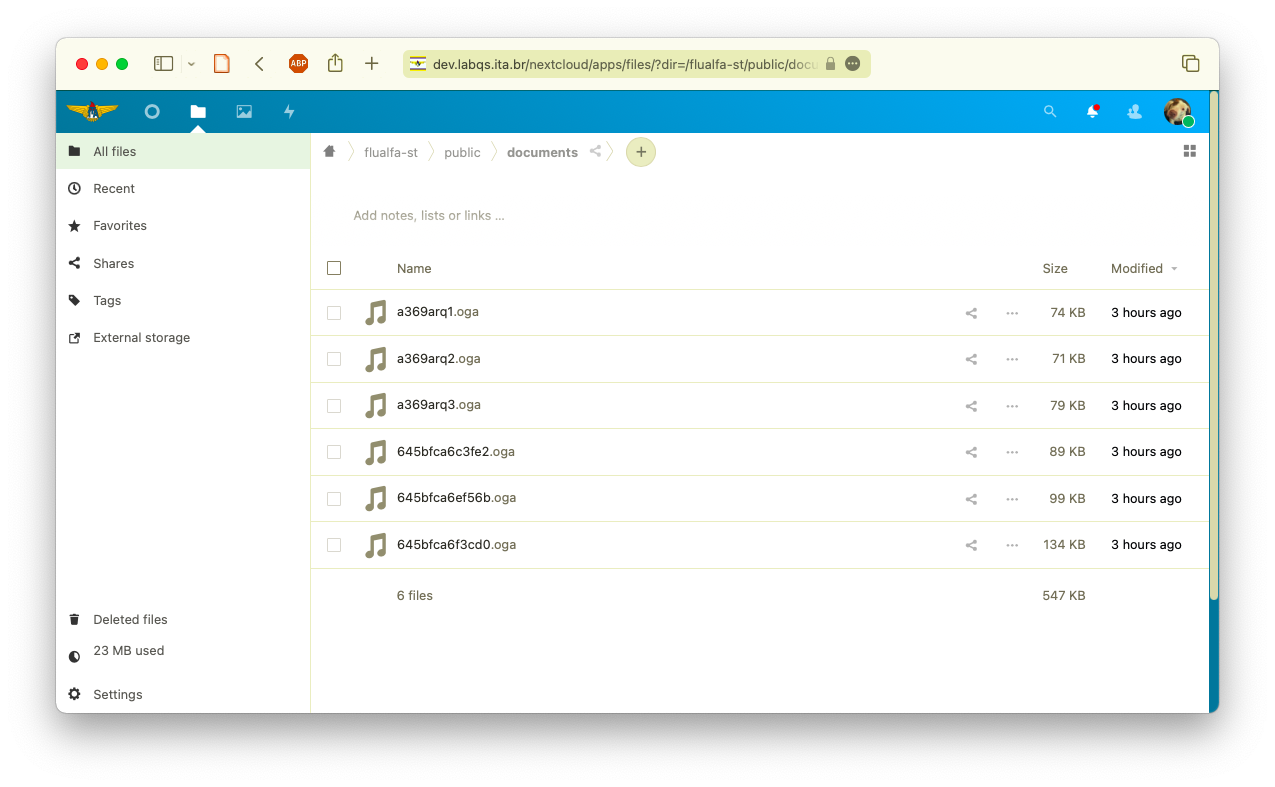 ABP
dev.labqs.ita.br/nextcloud/apps/files/?dir=/flualfa-st/public/docu
All files
Recent
Favorites
Shares
Tags
External storage
Deleted files
23 MB used
Settings
flualfa-st public documents +
Add notes, lists or links ...
Name Size Modified
a369arq1.oga 74 KB 3 hours ago
a369arq2.oga 71 KB 3 hours ago
a369arq3.oga 79 KB 3 hours ago
645bfca6c3fe2.oga 89 KB 3 hours ago
645bfca6ef56b.oga 99 KB 3 hours ago
645bfca6f3cd0.oga 134 KB 3 hours ago
6 files 547 KB